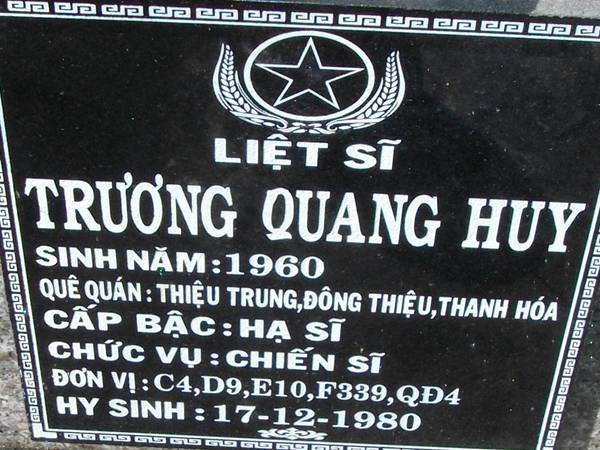 LIỆT SĨ
TRƯƠNG QUANG HUY
SINH NĂM : 1960
QUÊ QUÁN : THIỆU TRUNG,ĐÔNG THIỆU,THANH HÓA
CẤP BẬC : HẠ SĨ
CHỨC VỤ : CHIẾN SĨ
ĐƠN VỊ : C4,D9,E10,F339,QĐ4
HY SINH : 17-12-1980